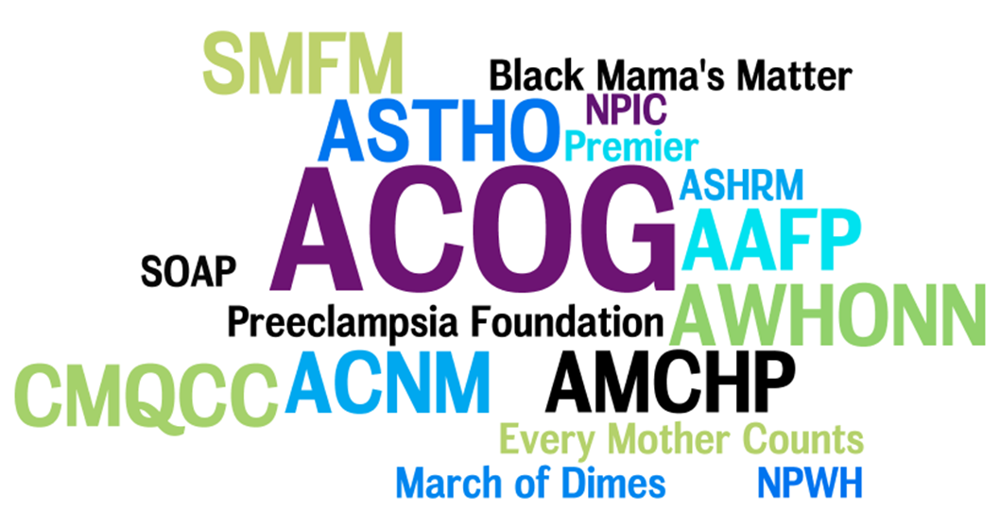 SMFM
Black Mama's Matter
NPIC
ASTHO
Premier
ACOG
ASHRM
AAFP
SOAP
Preeclampsia Foundation
AWHONN
CMQCC
ACNM
AMCHP
Every Mother Counts
March of Dimes
NPWH